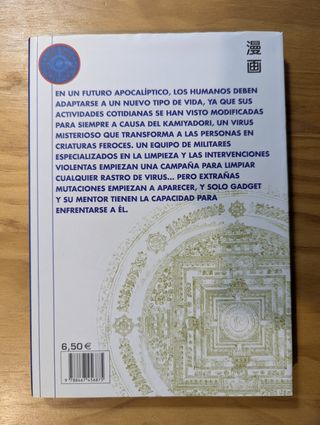 漫
画
EN UN FUTURO APOCALÍPTICO, LOS HUMANOS DEBEN
ADAPTARSE A UN NUEVO TIPO DE VIDA, YA QUE SUS
ACTIVIDADES COTIDIANAS SE HAN VISTO MODIFICADAS
PARA SIEMPRE A CAUSA DEL KAMIYADORI, UN VIRUS
MISTERIOSO QUE TRANSFORMA A LAS PERSONAS EN
CRIATURAS FEROCES. UN EQUIPO DE MILITARES
ESPECIALIZADOS EN LA LIMPIEZA Y LAS INTERVENCIONES
VIOLENTAS EMPIEZAN UNA CAMPAÑA PARA LIMPIAR
CUALQUIER RASTRO DE VIRUS... PERO EXTRAÑAS
MUTACIONES EMPIEZAN A APARECER, Y SOLO GADGET
Y SU MENTOR TIENEN LA CAPACIDAD PARA
ENFRENTARSE A ÉL.
6,50 €